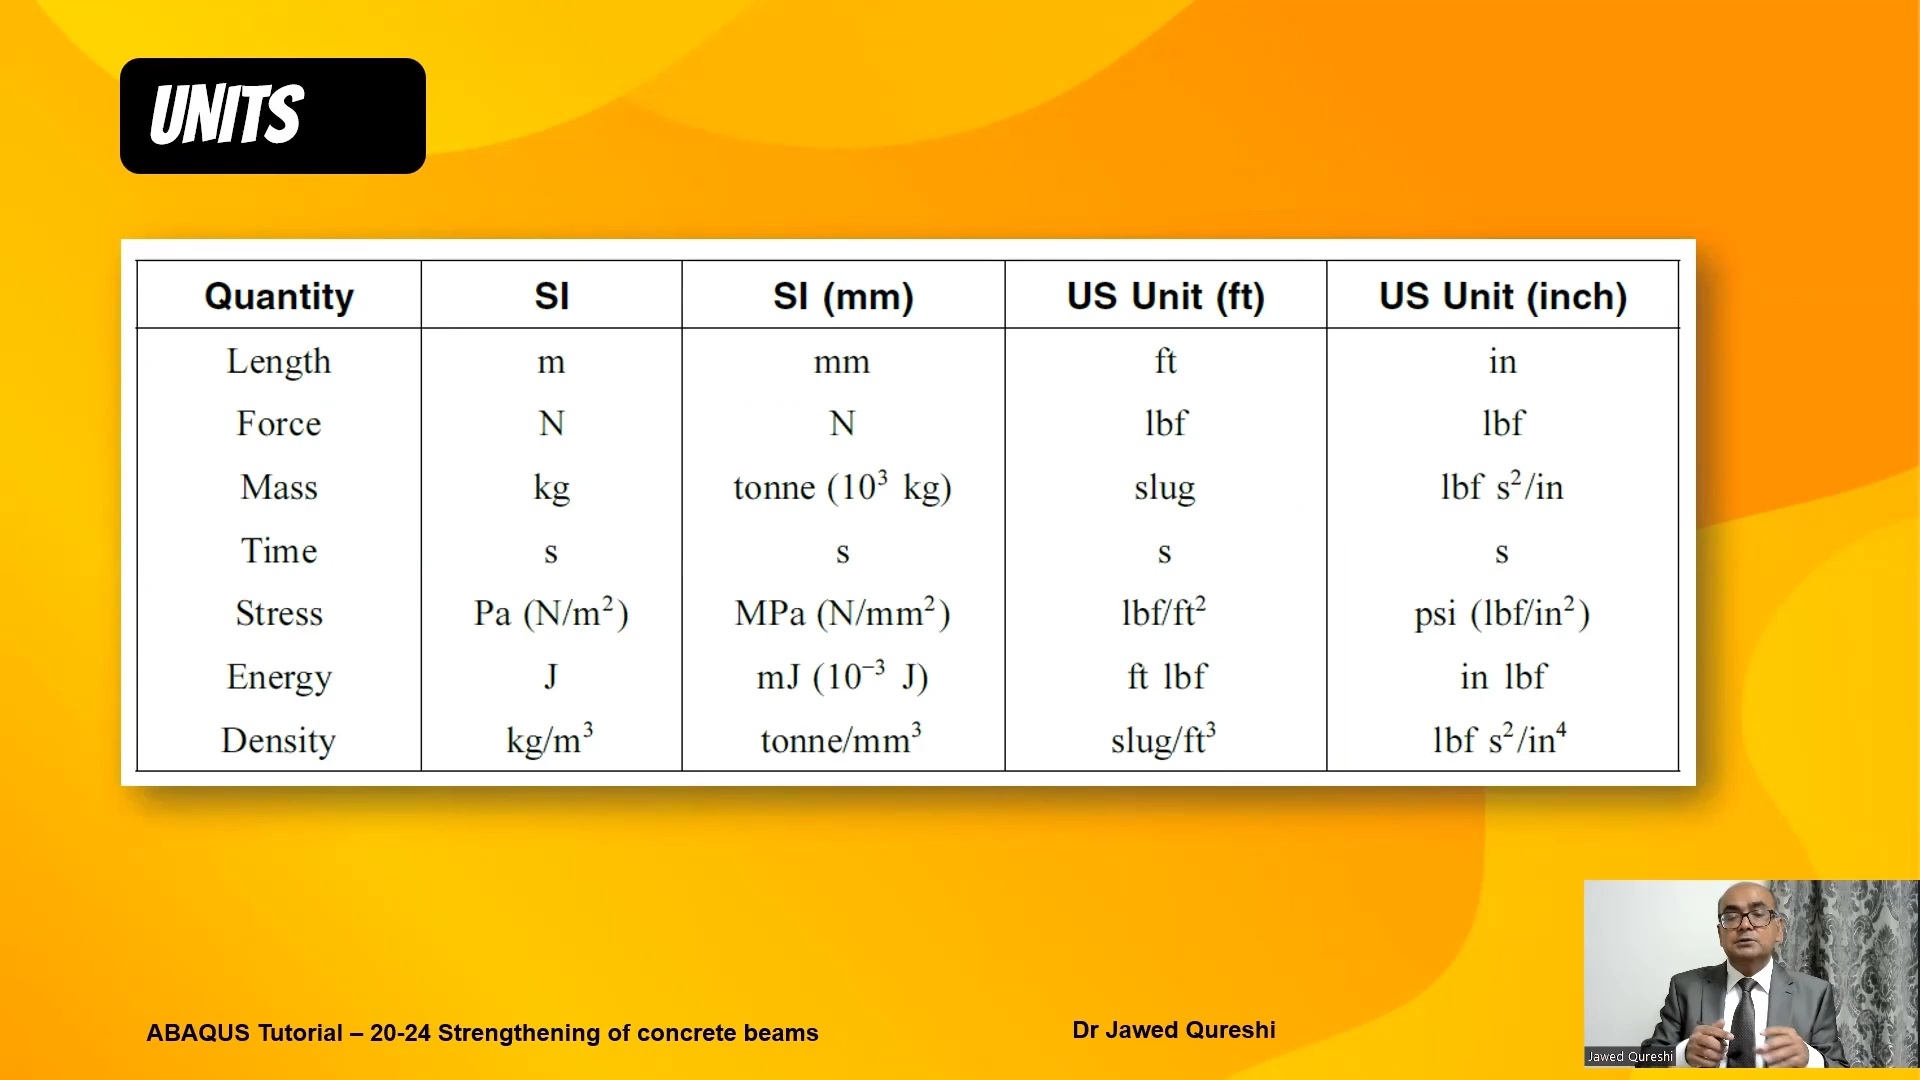 UNITS
Quantity SI SI (mm) US Unit (ft) US Unit (inch)
Length m mm ft in
Force N N lbf lbf
Mass kg tonne (10³ kg) slug lbf s²/in
Time s s s s
Stress Pa (N/m²) MPa (N/mm²) lbf/ft² psi (lbf/in²)
Energy J mJ (10⁻³ J) ft lbf in lbf
Density kg/m³ tonne/mm³ slug/ft³ lbf s²/in⁴
ABAQUS Tutorial – 20-24 Strengthening of concrete beams
Dr Jawed Qureshi
Jawed Qureshi